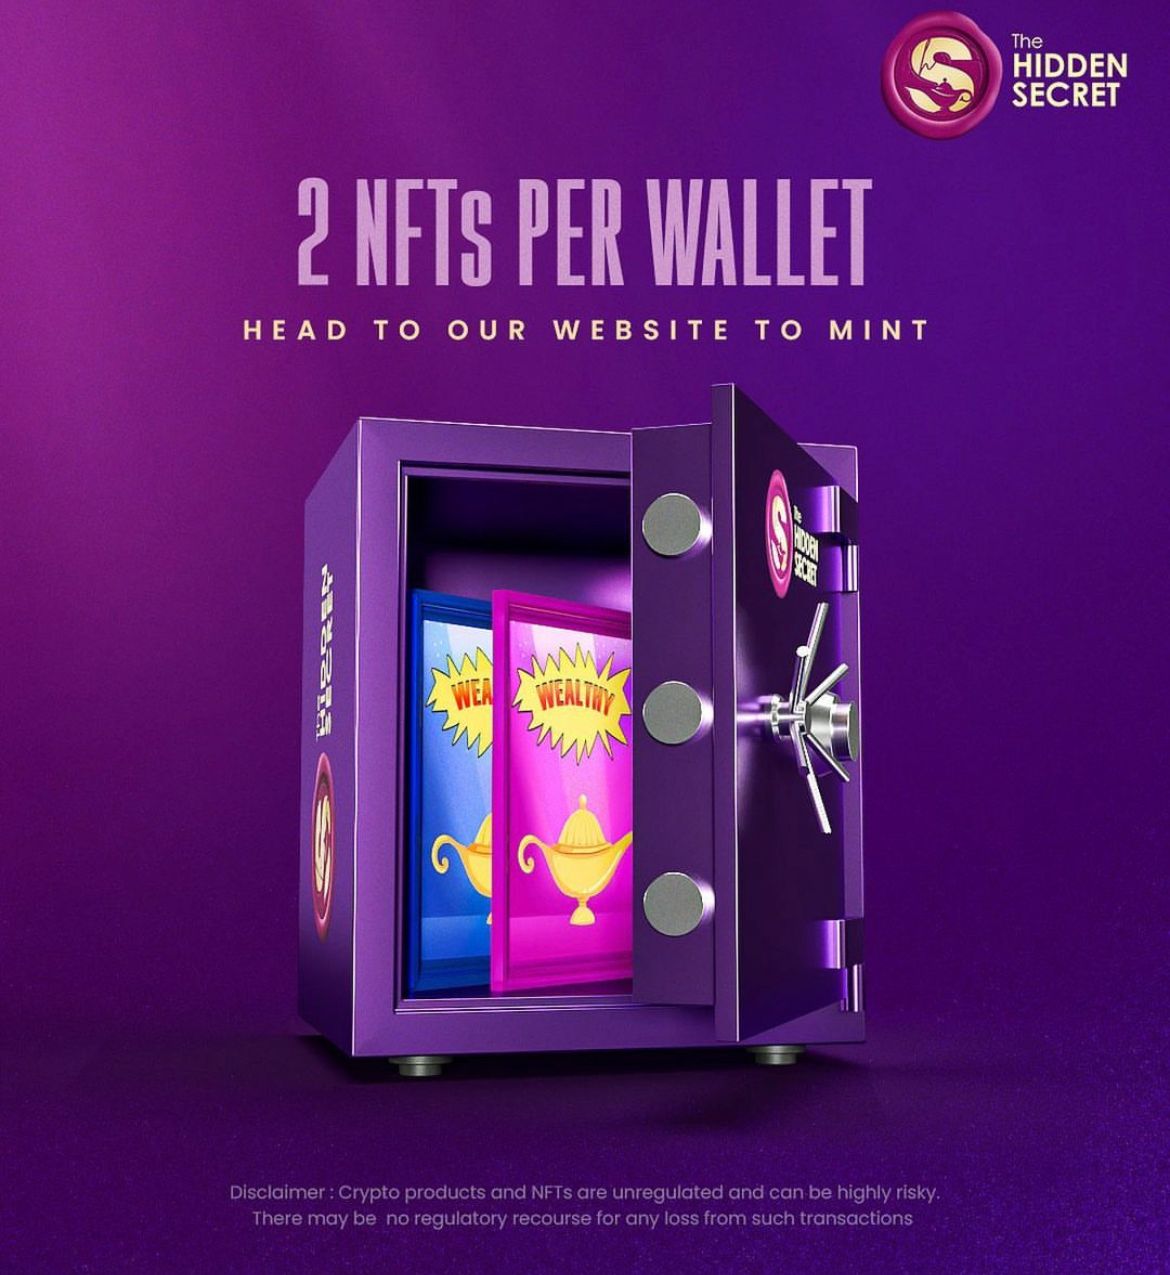 The
HIDDEN
SECRET
2 NFTs PER WALLET
HEAD TO OUR WEBSITE TO MINT
The
HIDDEN
SECRET
WEA
WEALTHY
Disclaimer : Crypto products and NFTs are unregulated and can be highly risky.
There may be no regulatory recourse for any loss from such transactions